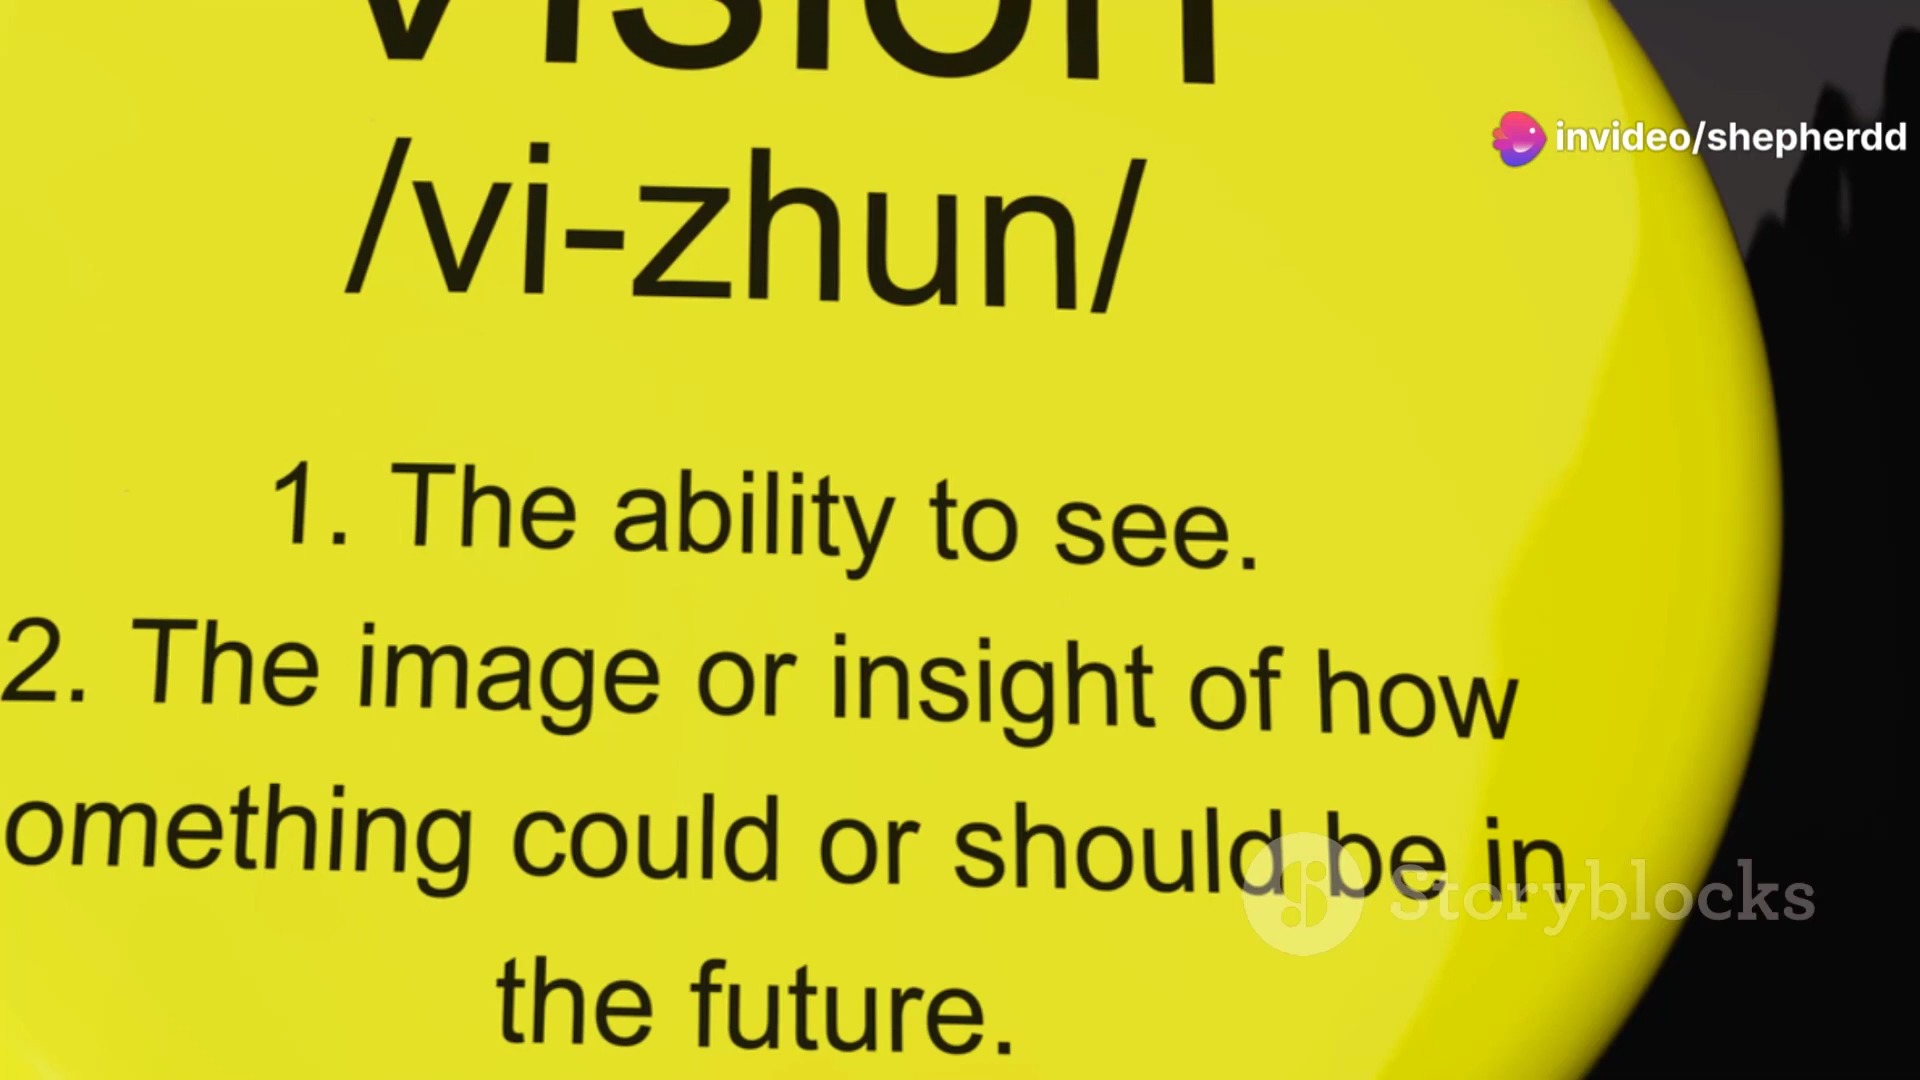 vision
invideo/shepherdd
/vi-zhun/
1. The ability to see.
2. The image or insight of how
omething could or should be in
Storyblocks
the future.